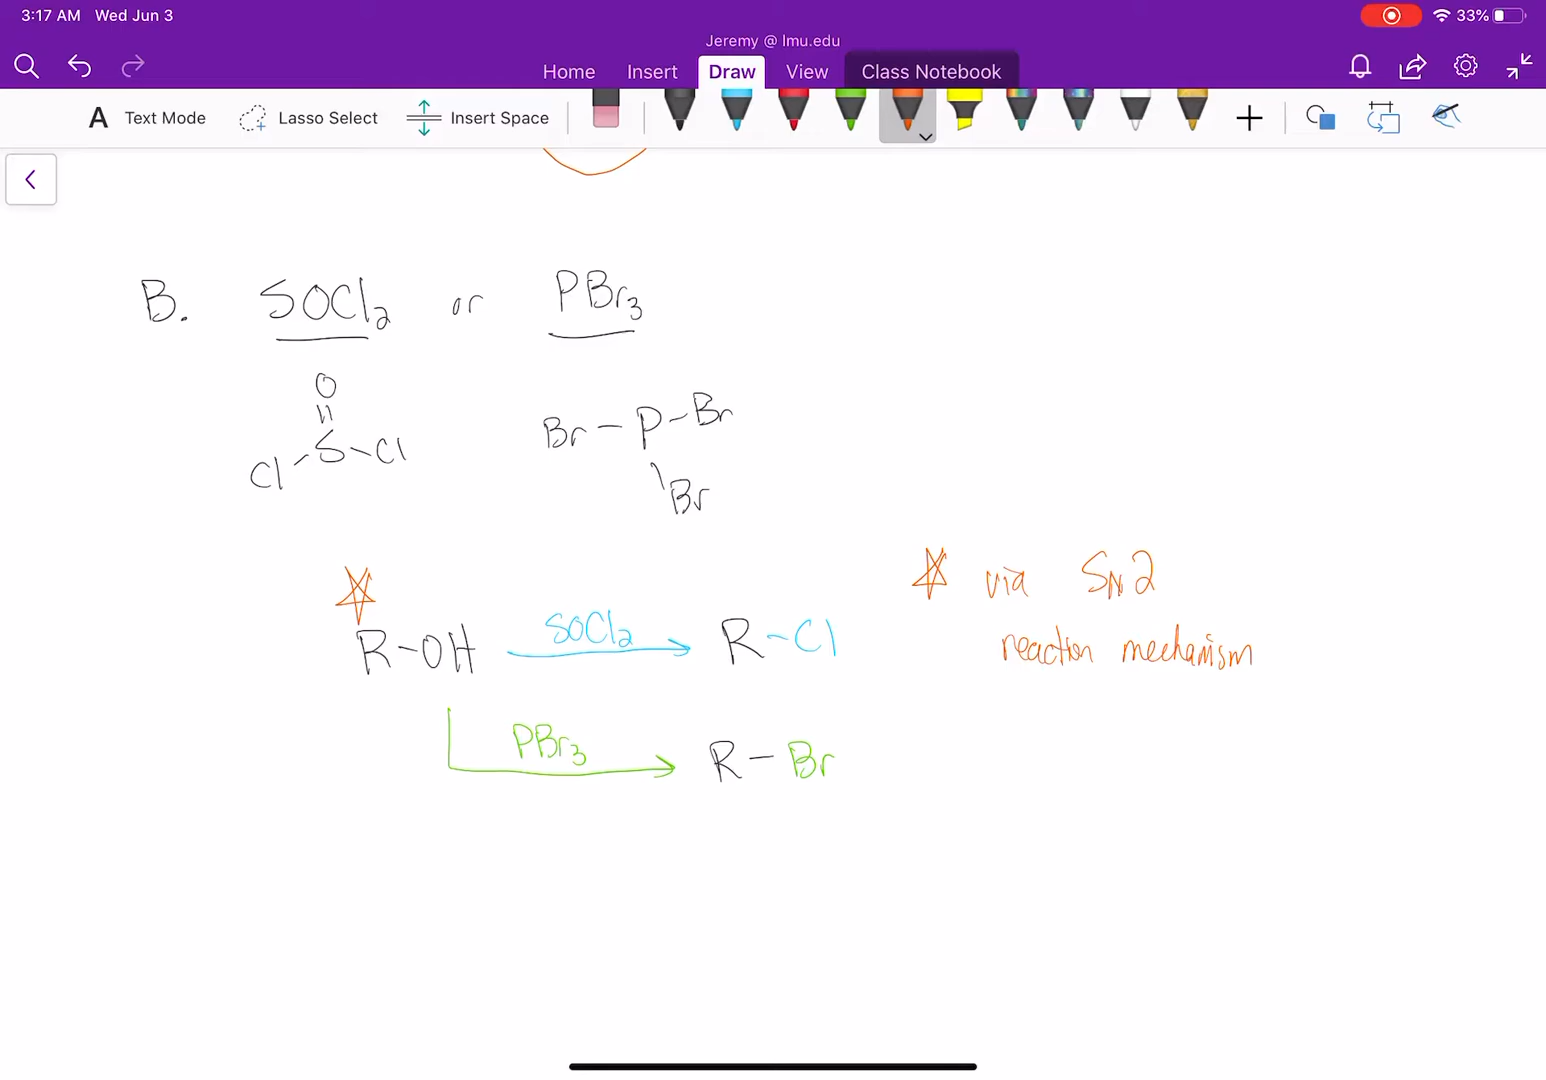 3:17 AM Wed Jun 3
33%
Jeremy @ lmu.edu
Home Insert Draw View Class Notebook
A Text Mode Lasso Select Insert Space
B. SOCl2 or PBr3
O
Cl S Cl
Br - P - Br
Br
via SN2
reaction mechanism
R-OH SOCl2 R-Cl
PBr3 R-Br